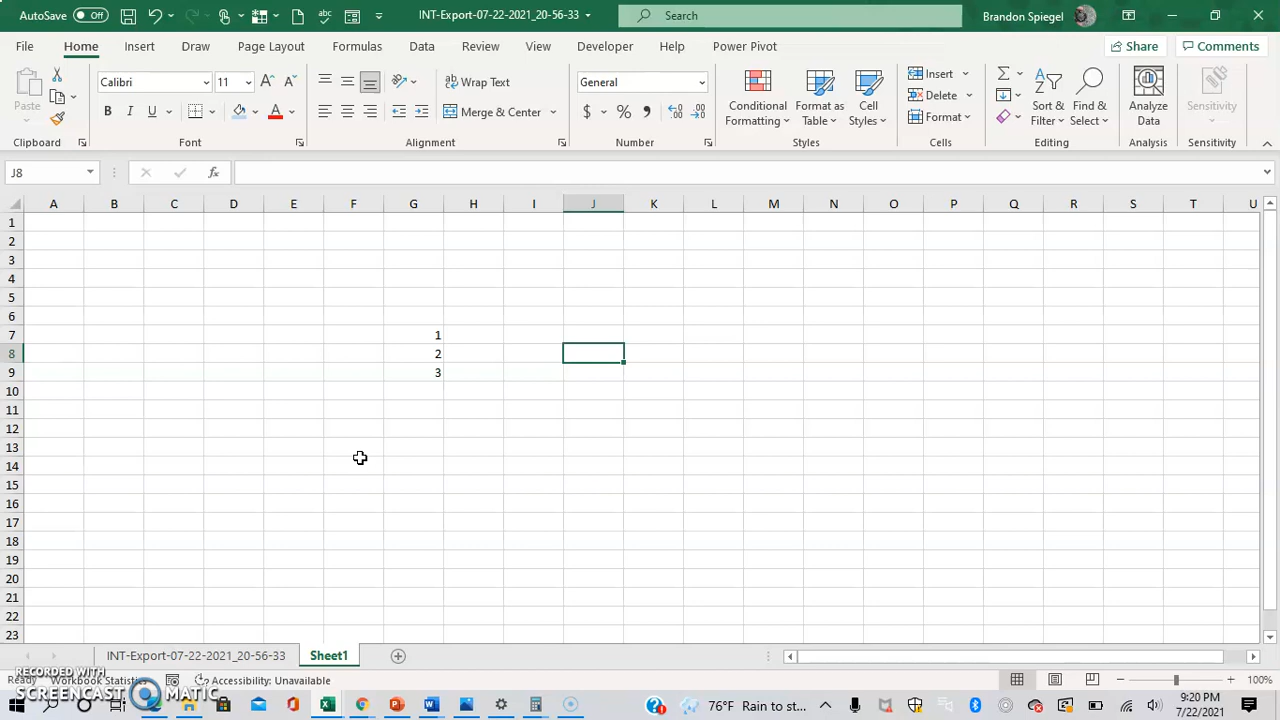 AutoSave Off abc INT-Export-07-22-2021_20-56-33 Search Brandon Spiegel
File Home Insert Draw Page Layout Formulas Data Review View Developer Help Power Pivot Share Comments
Paste Calibri 11 Wrap Text General Conditional Formatting Format as Table Cell Styles Insert Sort & Filter Find & Select Analyze Data Sensitivity
B I U A Merge & Center $ % Delete
Format
Clipboard Font Alignment Number Styles Cells Editing Analysis Sensitivity
J8 fx
A B C D E F G H I J K L M N O P Q R S T U
1
2
3
4
5
6
7 1
8 2
9 3
10
11
12
13
14
15
16
17
18
19
20
21
22
23
INT-Export-07-22-2021_20-56-33 Sheet1
RECORDED WITH
Ready Workbook Statistics Accessibility: Unavailable 100%
SCREENCAST MATIC
76°F Rain to st... 9:20 PM
7/22/2021